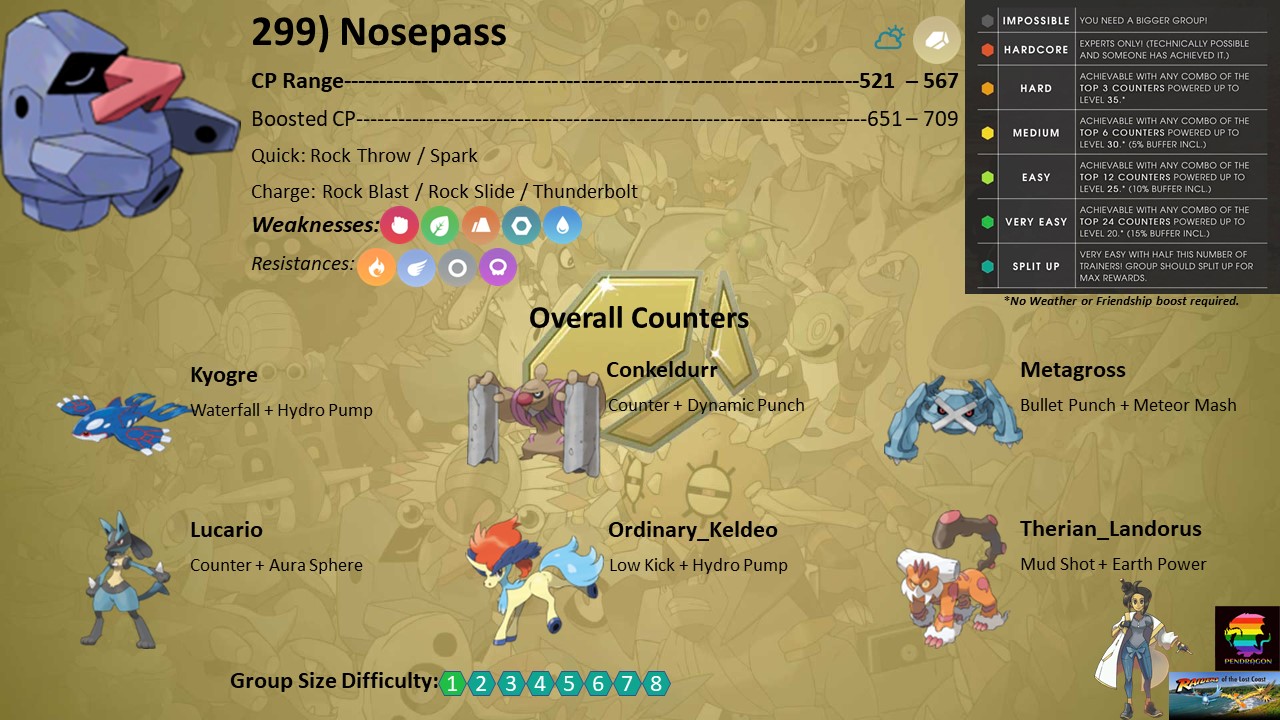 299) Nosepass
CP Range-----------------------------------------------------------------------------------521 – 567
Boosted CP-----------------------------------------------------------------------------------651 – 709
Quick: Rock Throw / Spark
Charge: Rock Blast / Rock Slide / Thunderbolt
Weaknesses:
Resistances:
IMPOSSIBLE YOU NEED A BIGGER GROUP!
HARDCORE EXPERTS ONLY! (TECHNICALLY POSSIBLE
AND SOMEONE HAS ACHIEVED IT.)
HARD ACHIEVABLE WITH ANY COMBO OF THE
TOP 3 COUNTERS POWERED UP TO
LEVEL 35.*
MEDIUM ACHIEVABLE WITH ANY COMBO OF THE
TOP 6 COUNTERS POWERED UP TO
LEVEL 30.* (5% BUFFER INCL.)
EASY ACHIEVABLE WITH ANY COMBO OF THE
TOP 12 COUNTERS POWERED UP TO
LEVEL 25.* (10% BUFFER INCL.)
VERY EASY ACHIEVABLE WITH ANY COMBO OF THE
TOP 24 COUNTERS POWERED UP TO
LEVEL 20.* (15% BUFFER INCL.)
SPLIT UP VERY EASY WITH HALF THIS NUMBER OF
TRAINERS! GROUP SHOULD SPLIT UP FOR
MAX REWARDS.
*No Weather or Friendship boost required.
Overall Counters
Kyogre
Waterfall + Hydro Pump
Conkeldurr
Counter + Dynamic Punch
Metagross
Bullet Punch + Meteor Mash
Lucario
Counter + Aura Sphere
Ordinary_Keldeo
Low Kick + Hydro Pump
Therian_Landorus
Mud Shot + Earth Power
Group Size Difficulty: 1 2 3 4 5 6 7 8
PENDRAGON
RAIDERS of the Lost Coast